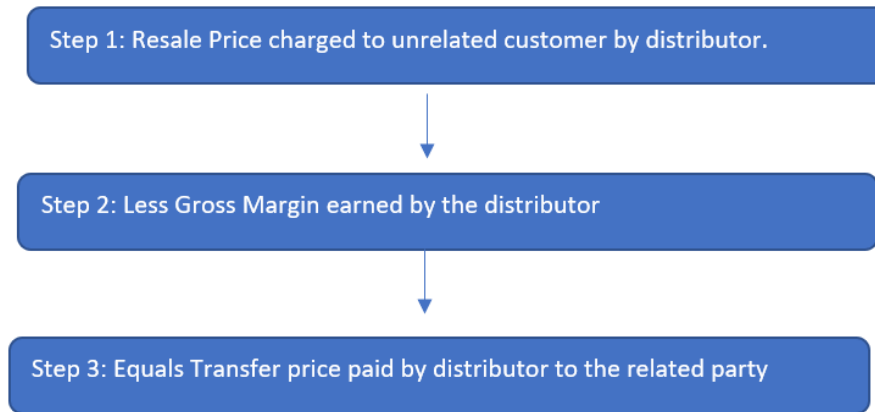 Step 1: Resale Price charged to unrelated customer by distributor.
Step 2: Less Gross Margin earned by the distributor
Step 3: Equals Transfer price paid by distributor to the related party